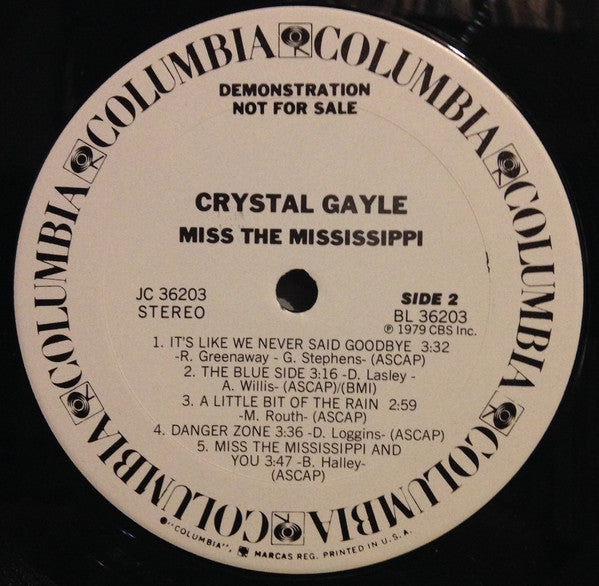 COLUMBIA COLUMBIA COLUMBIA COLUMBIA COLUMBIA COLUMBIA COLUMBIA
DEMONSTRATION
NOT FOR SALE
CRYSTAL GAYLE
MISS THE MISSISSIPPI
JC 36203
STEREO
SIDE 2
BL 36203
℗ 1979 CBS Inc.
1. IT'S LIKE WE NEVER SAID GOODBYE 3:32
-R. Greenaway - G. Stephens- (ASCAP)
2. THE BLUE SIDE 3:16 -D. Lasley -
A. Willis- (ASCAP)/(BMI)
3. A LITTLE BIT OF THE RAIN 2:59
-M. Routh- (ASCAP)
4. DANGER ZONE 3:36 -D. Loggins- (ASCAP)
5. MISS THE MISSISSIPPI AND
YOU 3:47 -B. Halley-
(ASCAP)
"COLUMBIA", MARCAS REG. PRINTED IN U.S.A.